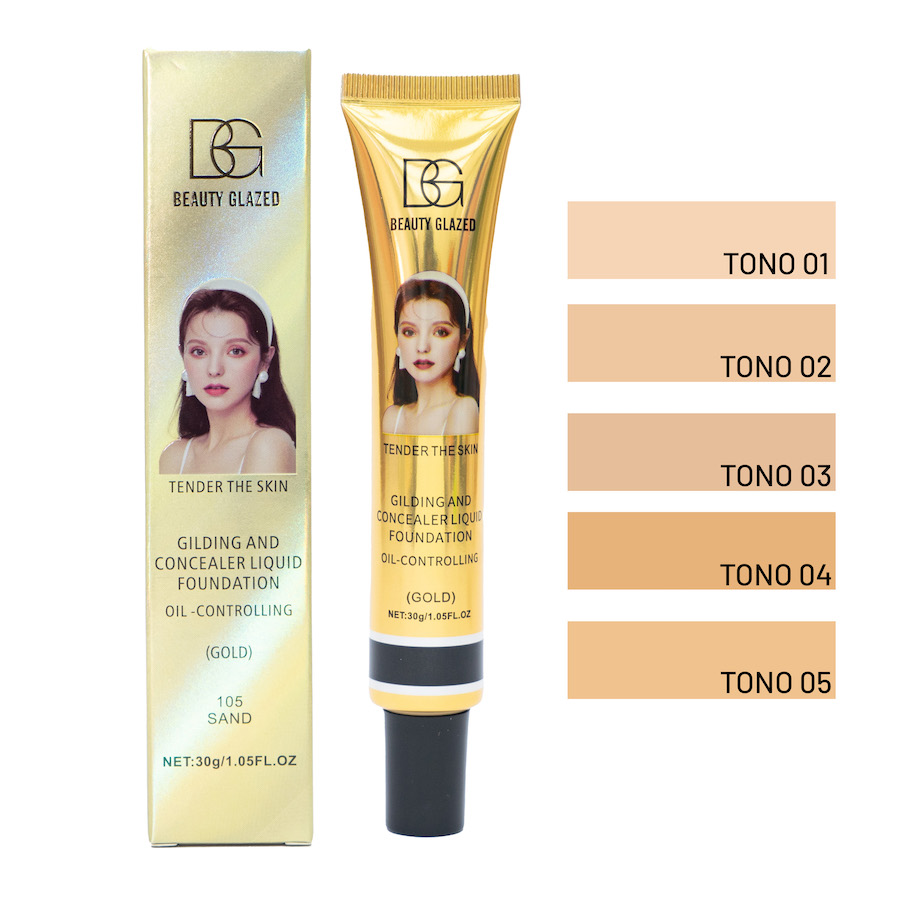 BG
BEAUTY GLAZED
TENDER THE SKIN
GILDING AND
CONCEALER LIQUID
FOUNDATION
OIL -CONTROLLING
(GOLD)
105
SAND
NET:30g/1.05FL.OZ
BG
BEAUTY GLAZED
TENDER THE SKIN
GILDING AND
CONCEALER LIQUID
FOUNDATION
OIL-CONTROLLING
(GOLD)
NET:30g/1.05FL.OZ
TONO 01
TONO 02
TONO 03
TONO 04
TONO 05